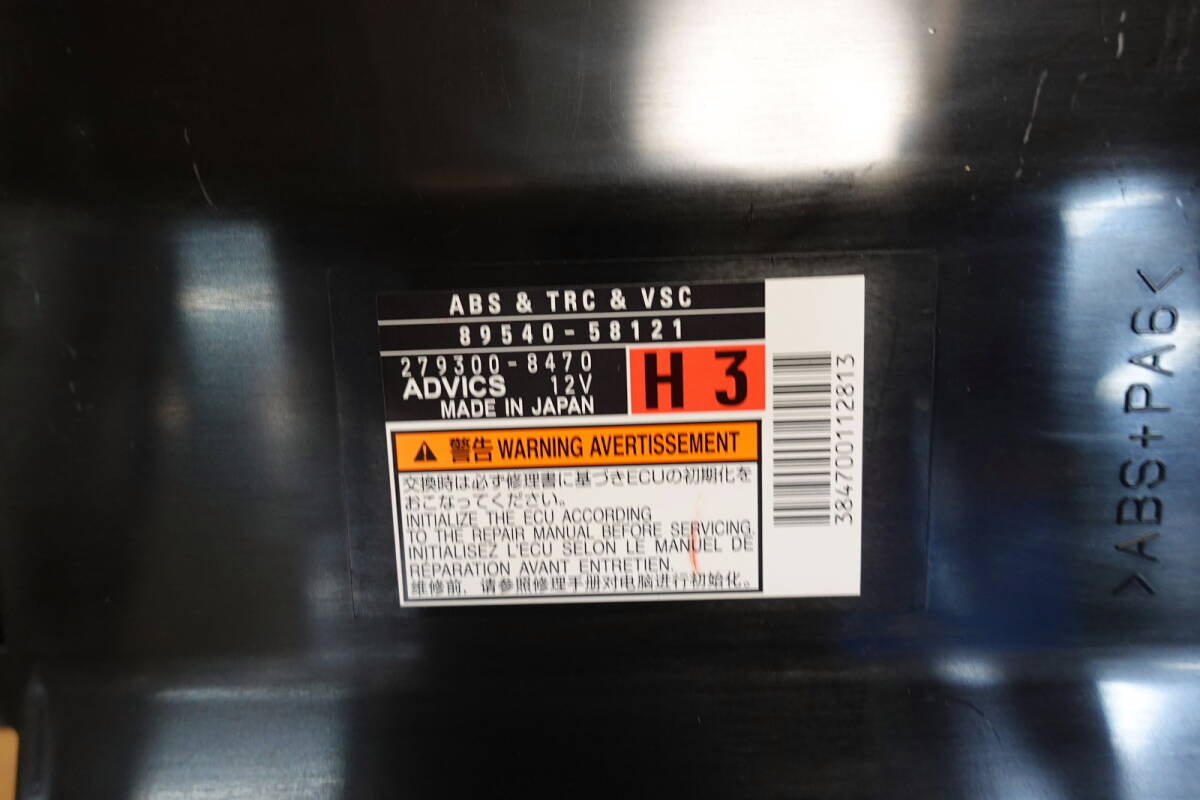 ABS & TRC & VSC
89540-58121
279300-8470
ADVICS 12V
MADE IN JAPAN
H 3
警告 WARNING AVERTISSEMENT
交換時は必ず修理書に基づきECUの初期化を
おこなってください。
INITIALIZE THE ECU ACCORDING
TO THE REPAIR MANUAL BEFORE SERVICING.
INITIALISEZ L'ECU SELON LE MANUEL DE
RÉPARATION AVANT ENTRETIEN.
维修前，请参照修理手册对电脑进行初始化。
384700112813
>ABS+PA6<